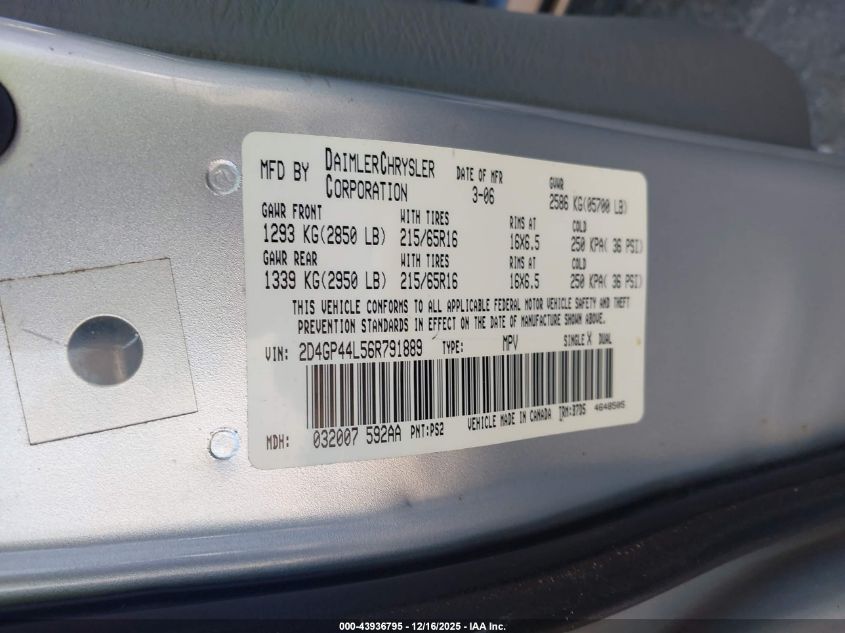 MFD BY DAIMLERCHRYSLER CORPORATION
DATE OF MFR 3-06
GVWR 2586 KG(05700 LB)
GAWR FRONT WITH TIRES RIMS AT COLD
1293 KG(2850 LB) 215/65R16 16X6.5 250 KPA( 36 PSI)
GAWR REAR WITH TIRES RIMS AT COLD
1339 KG(2950 LB) 215/65R16 16X6.5 250 KPA( 36 PSI)
THIS VEHICLE CONFORMS TO ALL APPLICABLE FEDERAL MOTOR VEHICLE SAFETY AND THEFT
PREVENTION STANDARDS IN EFFECT ON THE DATE OF MANUFACTURE SHOWN ABOVE.
VIN: 2D4GP44L56R791889 TYPE: MPV SINGLE X DUAL
MDH: 032007 592AA PNT:PS2 VEHICLE MADE IN CANADA TRM:37D5 4648505
000-43936795 - 12/16/2025 - IAA Inc.